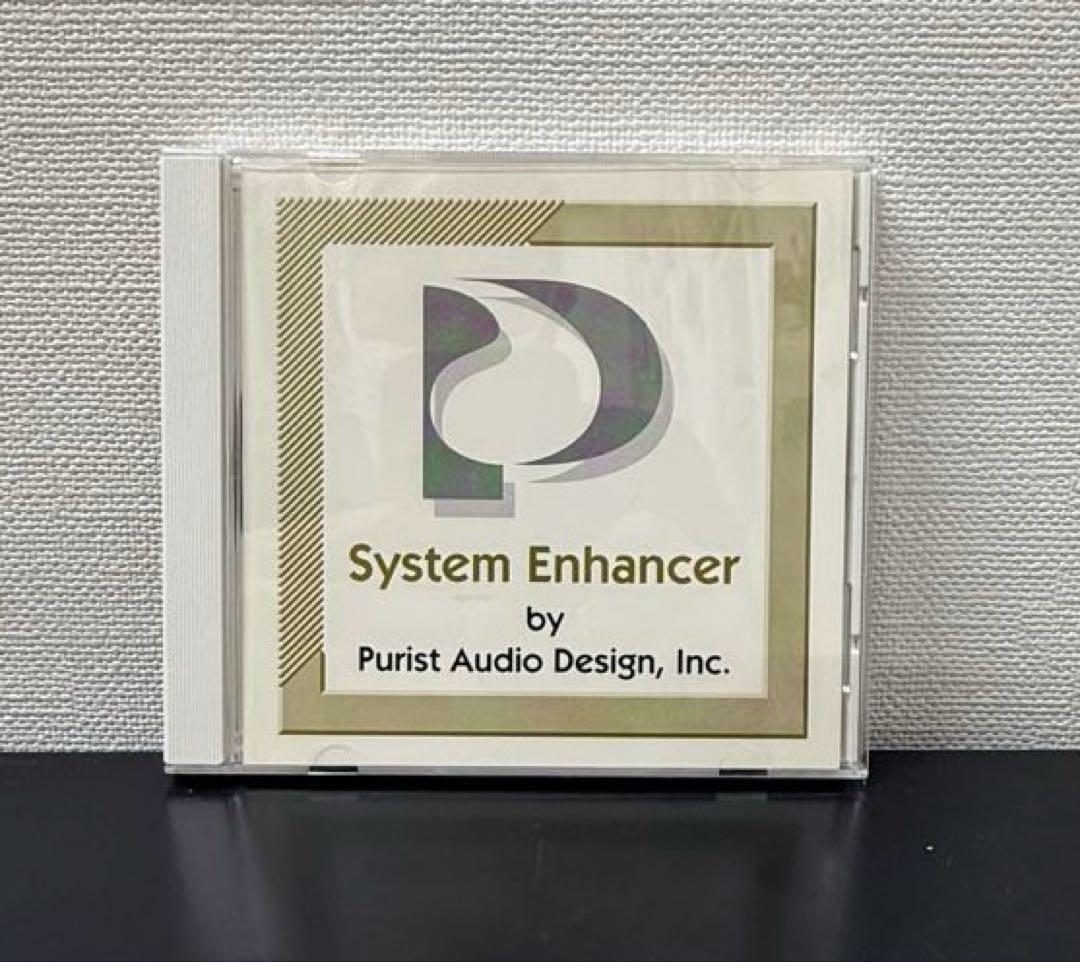 System Enhancer
by
Purist Audio Design, Inc.